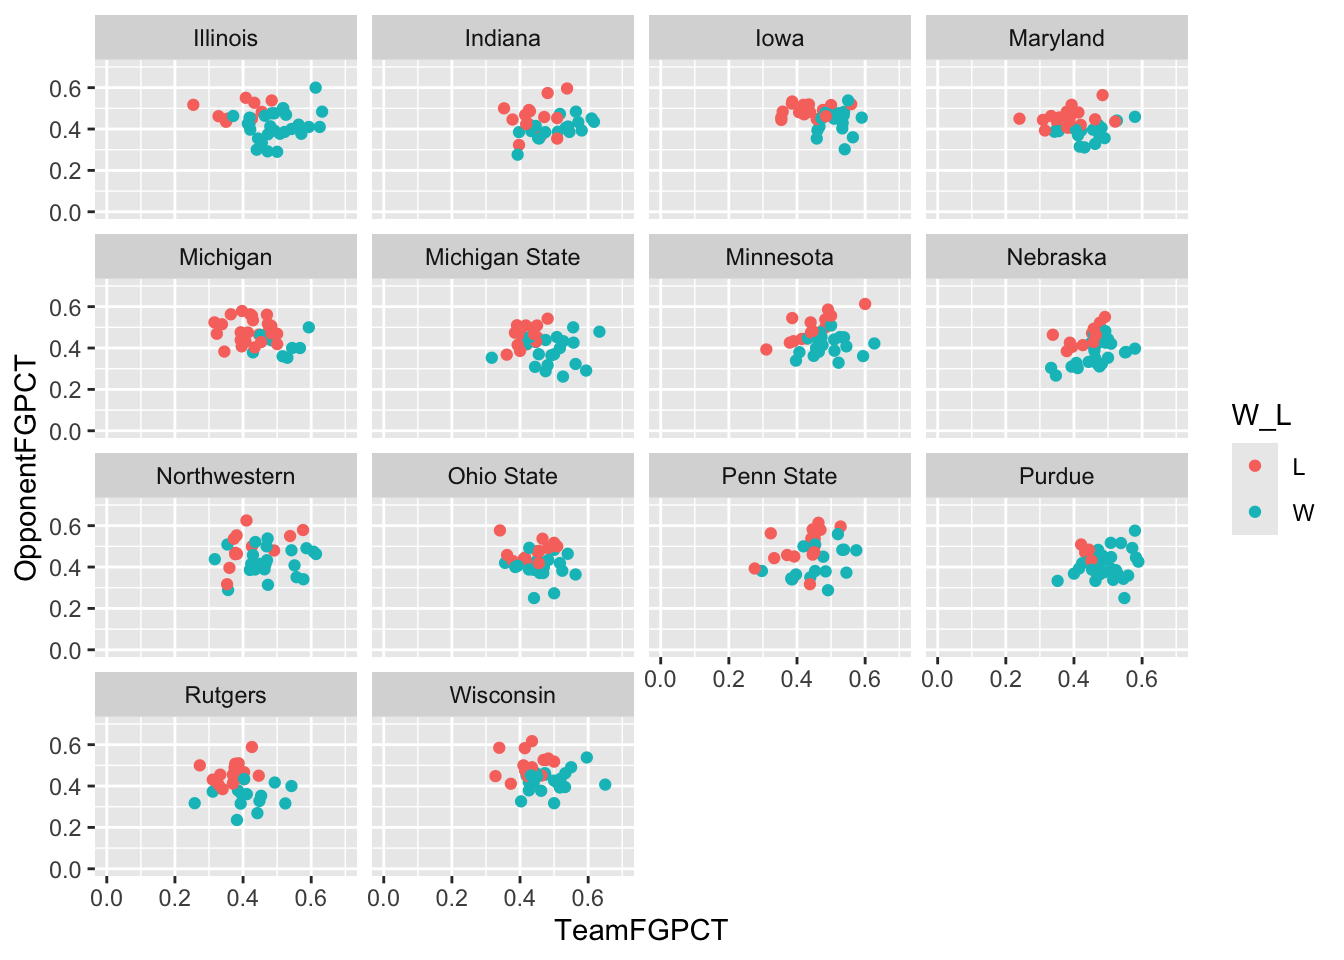 Illinois Indiana Iowa Maryland
0.6
0.4
0.2
0.0
Michigan Michigan State Minnesota Nebraska
0.6
0.4
0.2
0.0
Northwestern Ohio State Penn State Purdue
0.6
0.4
0.2
0.0
0.0 0.2 0.4 0.6 0.0 0.2 0.4 0.6
Rutgers Wisconsin
0.6
0.4
0.2
0.0
0.0 0.2 0.4 0.6 0.0 0.2 0.4 0.6
TeamFGPCT
OpponentFGPCT
W_L
L
W